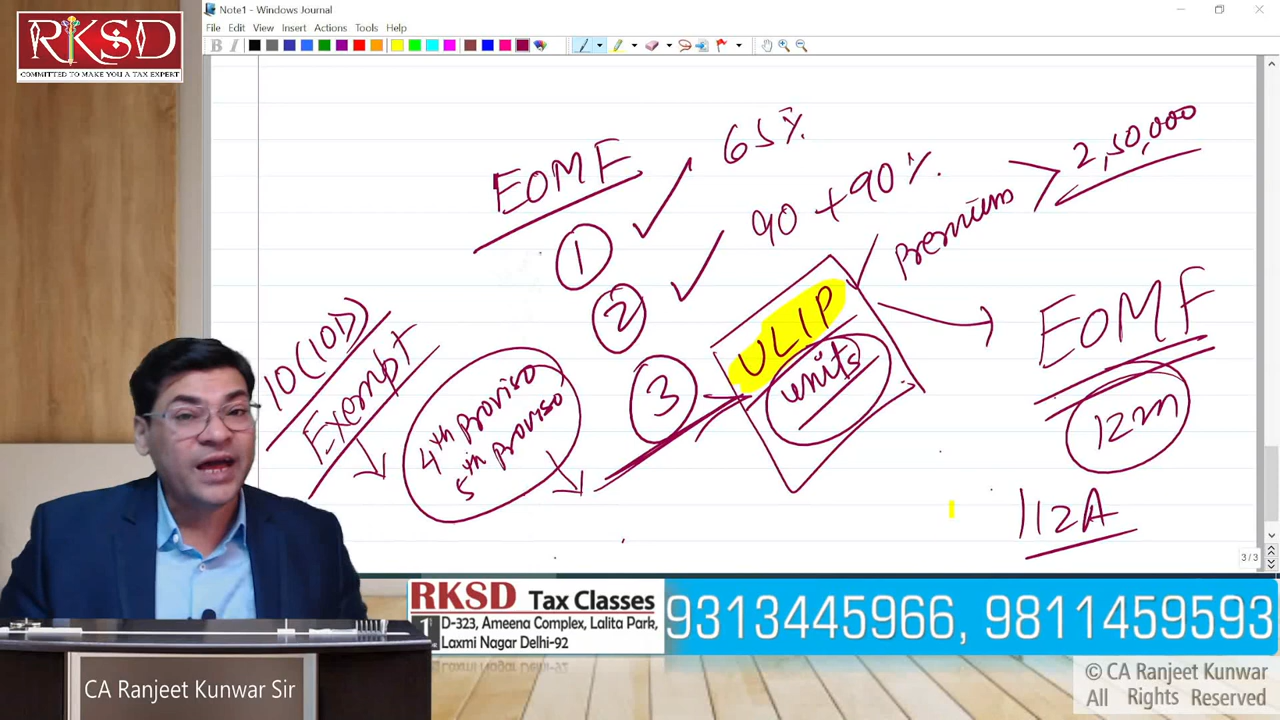 RKSD
COMMITTED TO MAKE YOU A TAX EXPERT
Note1 - Windows Journal
File Edit View Insert Actions Tools Help
B I
EOMF
65%
2,50,000
1
90 + 90%
Premium >
2
ULIP
units
EOMF
10(10D)
Exempt
4th proviso
5th proviso
3
12m
112A
3 / 3
RKSD Tax Classes
D-323, Ameena Complex, Lalita Park,
Laxmi Nagar Delhi-92
9313445966, 9811459593
CA Ranjeet Kunwar Sir
© CA Ranjeet Kunwar
All Rights Reserved